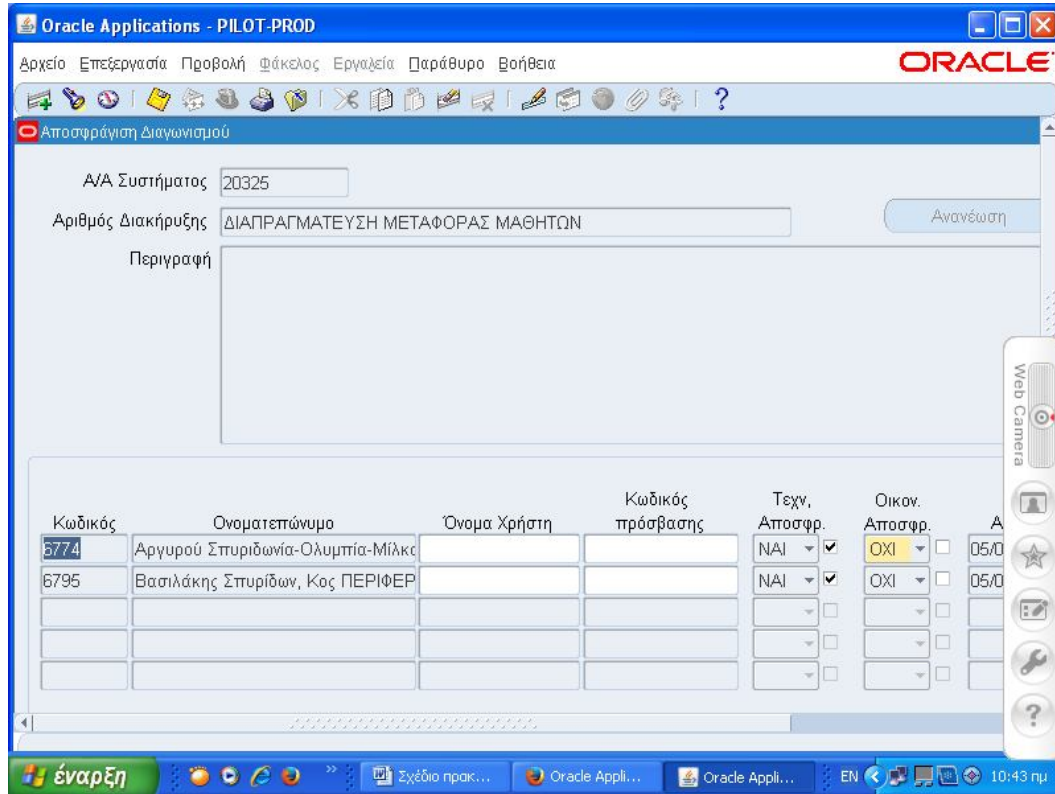 Oracle Applications - PILOT-PROD
Αρχείο Επεξεργασία Προβολή Φάκελος Εργαλεία Παράθυρο Βοήθεια
ORACLE
Αποσφράγιση Διαγωνισμού
Α/Α Συστήματος 20325
Αριθμός Διακήρυξης ΔΙΑΠΡΑΓΜΑΤΕΥΣΗ ΜΕΤΑΦΟΡΑΣ ΜΑΘΗΤΩΝ
Ανανέωση
Περιγραφή
Web Camera
Κωδικός Τεχν, Οικον.
Κωδικός Ονοματεπώνυμο Όνομα Χρήστη πρόσβασης Αποσφρ. Αποσφρ. Α
6774 Αργυρού Σπυριδωνία-Ολυμπία-Μίλκο ΝΑΙ ΟΧΙ 05/0
6795 Βασιλάκης Σπυρίδων, Κος ΠΕΡΙΦΕΡ ΝΑΙ ΟΧΙ 05/0
έναρξη Σχέδιο πρακ... Oracle Appli... Oracle Appli... EN 10:43 πμ